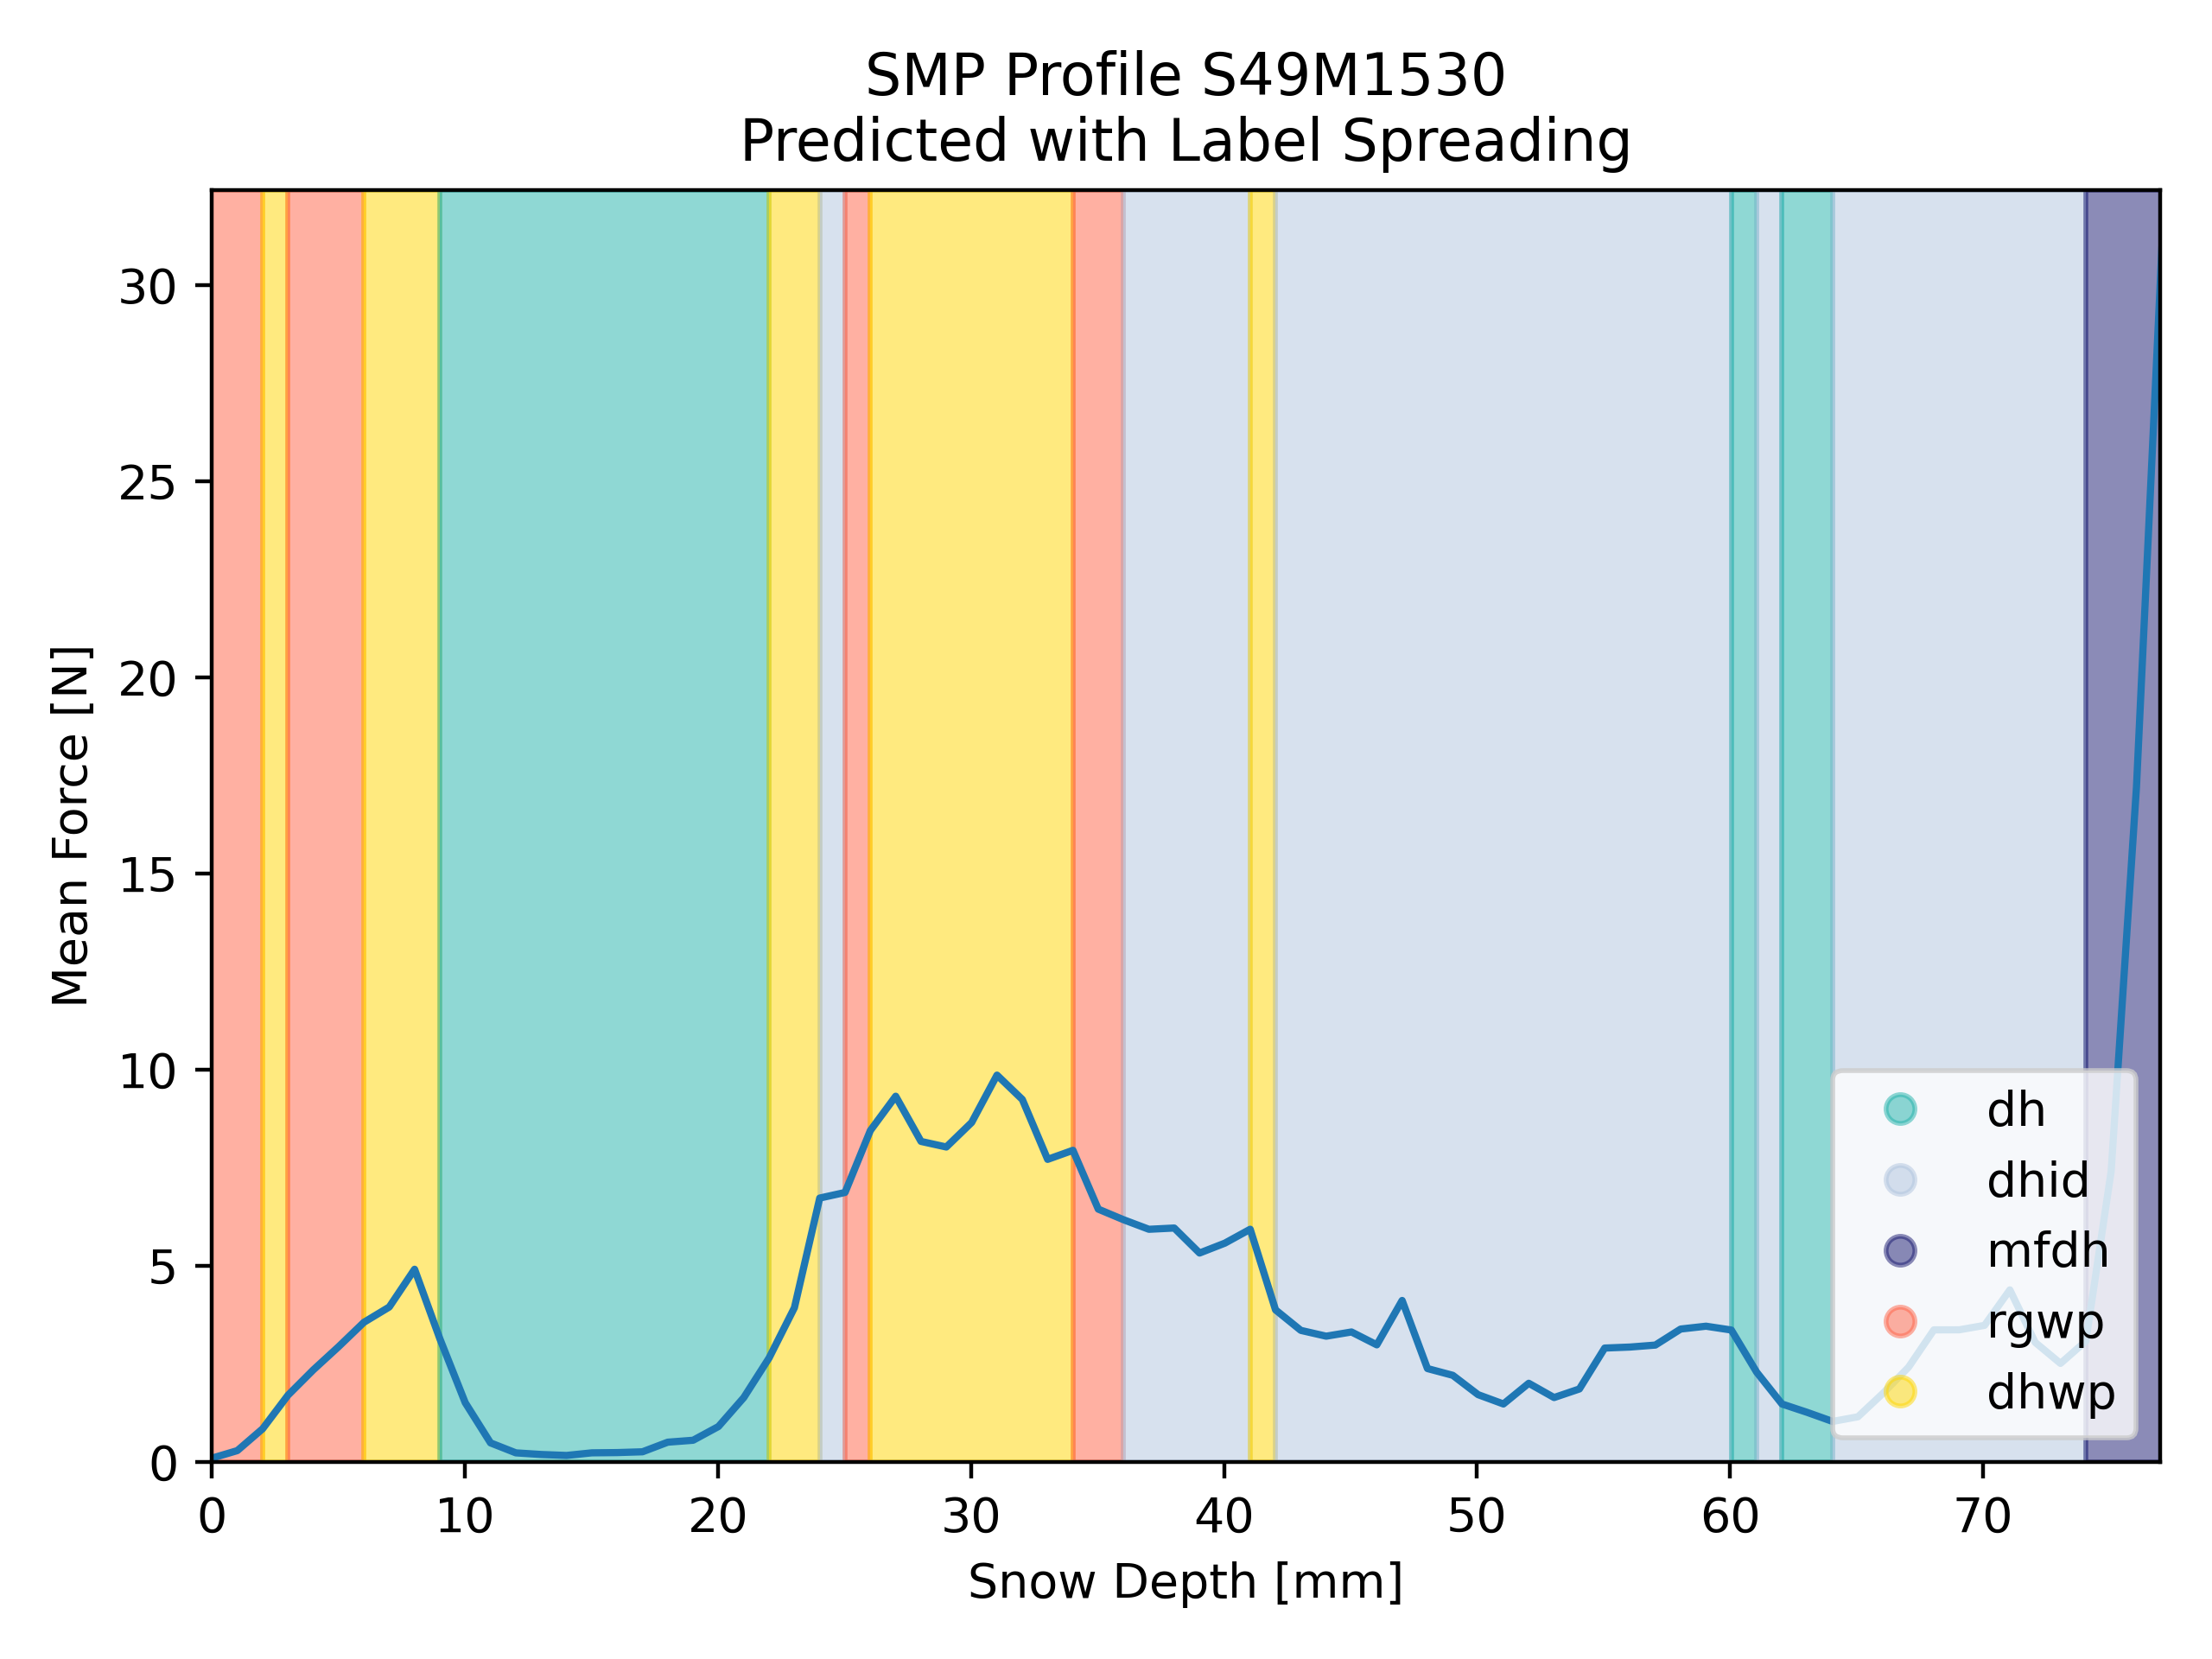 SMP Profile S49M1530
Predicted with Label Spreading
Mean Force [N]
30
25
20
15
10
5
0
0 10 20 30 40 50 60 70
Snow Depth [mm]
dh
dhid
mfdh
rgwp
dhwp